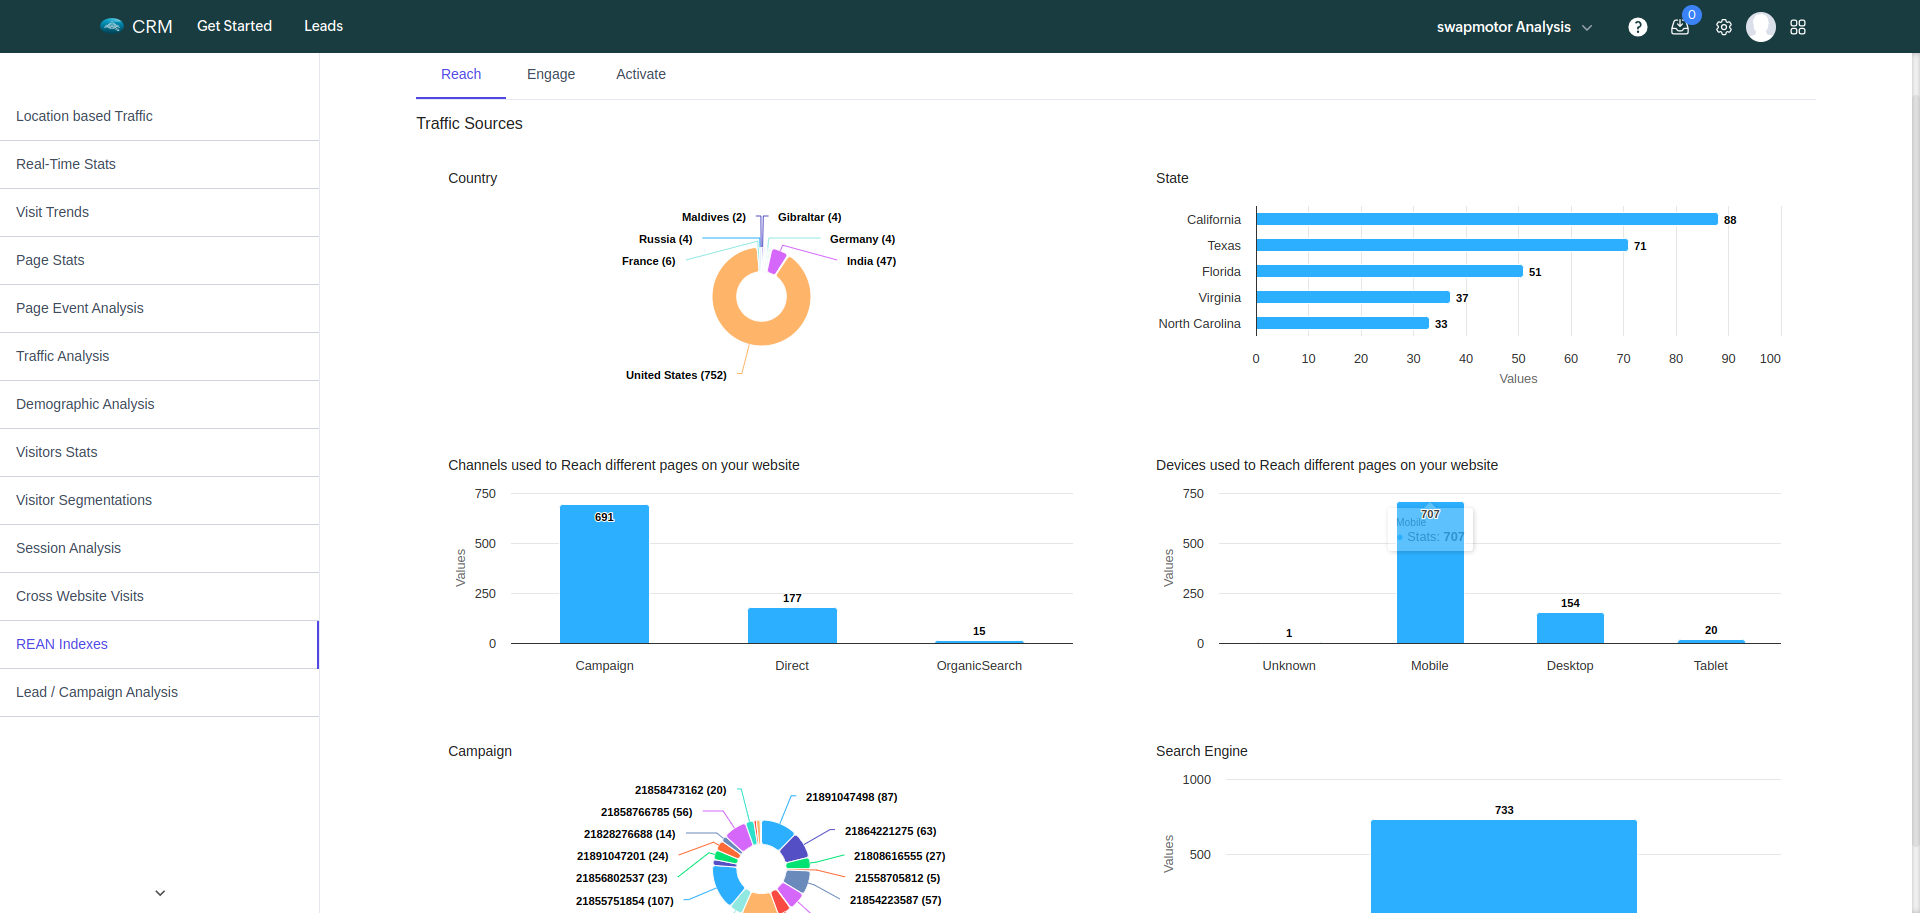 CRM
Get Started
Leads
swapmotor Analysis
?
0
Location based Traffic
Real-Time Stats
Visit Trends
Page Stats
Page Event Analysis
Traffic Analysis
Demographic Analysis
Visitors Stats
Visitor Segmentations
Session Analysis
Cross Website Visits
REAN Indexes
Lead / Campaign Analysis
Reach
Engage
Activate
Traffic Sources
Country
Maldives (2)
Gibraltar (4)
Russia (4)
Germany (4)
France (6)
India (47)
United States (752)
State
California
88
Texas
71
Florida
51
Virginia
37
North Carolina
33
0 10 20 30 40 50 60 70 80 90 100
Values
Channels used to Reach different pages on your website
750
500
250
0
Values
691
177
15
Campaign
Direct
OrganicSearch
Devices used to Reach different pages on your website
750
500
250
0
Values
1
707
Mobile
Stats: 707
154
20
Unknown
Mobile
Desktop
Tablet
Campaign
21858473162 (20)
21891047498 (87)
21858766785 (56)
21864221275 (63)
21828276688 (14)
21808616555 (27)
21891047201 (24)
21558705812 (5)
21856802537 (23)
21854223587 (57)
21855751854 (107)
Search Engine
1000
500
Values
733